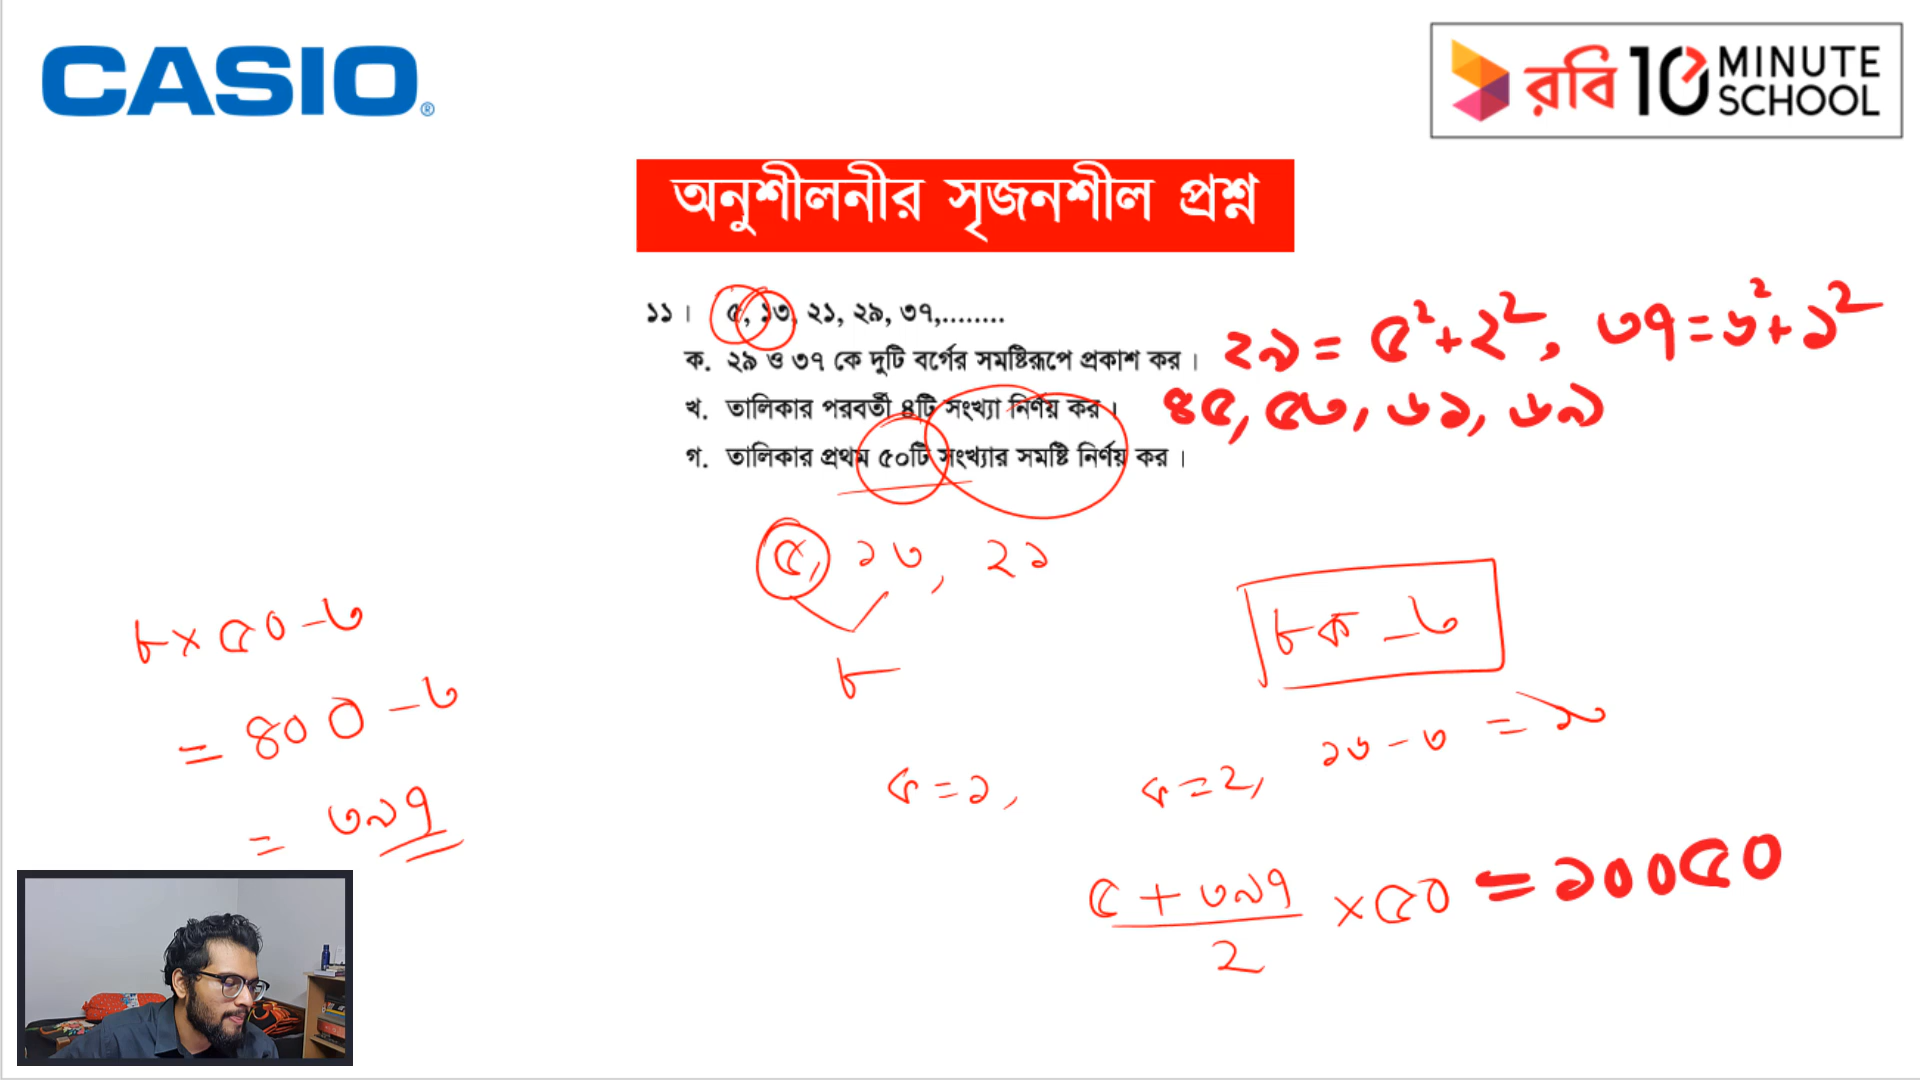 CASIO®
রবি 10 MINUTE SCHOOL
অনুশীলনীর সৃজনশীল প্রশ্ন
১১। ৫, ১৩, ২১, ২৯, ৩৭,........
ক. ২৯ ও ৩৭ কে দুটি বর্গের সমষ্টিরূপে প্রকাশ কর।
২৯ = ৫² + ২², ৩৭ = ৬² + ১²
খ. তালিকার পরবর্তী ৪টি সংখ্যা নির্ণয় কর।
৪৫, ৫৩, ৬১, ৬৯
গ. তালিকার প্রথম ৫০টি সংখ্যার সমষ্টি নির্ণয় কর।
৫, ১৩, ২১
৮
৮ক - ৩
৮ × ৫০ - ৩
= ৪০০ - ৩
= ৩৯৭
ক = ১,
ক = ২, ১৬ - ৩ =
৫ + ৩৯৭
২
× ৫০ = ১০০৫০